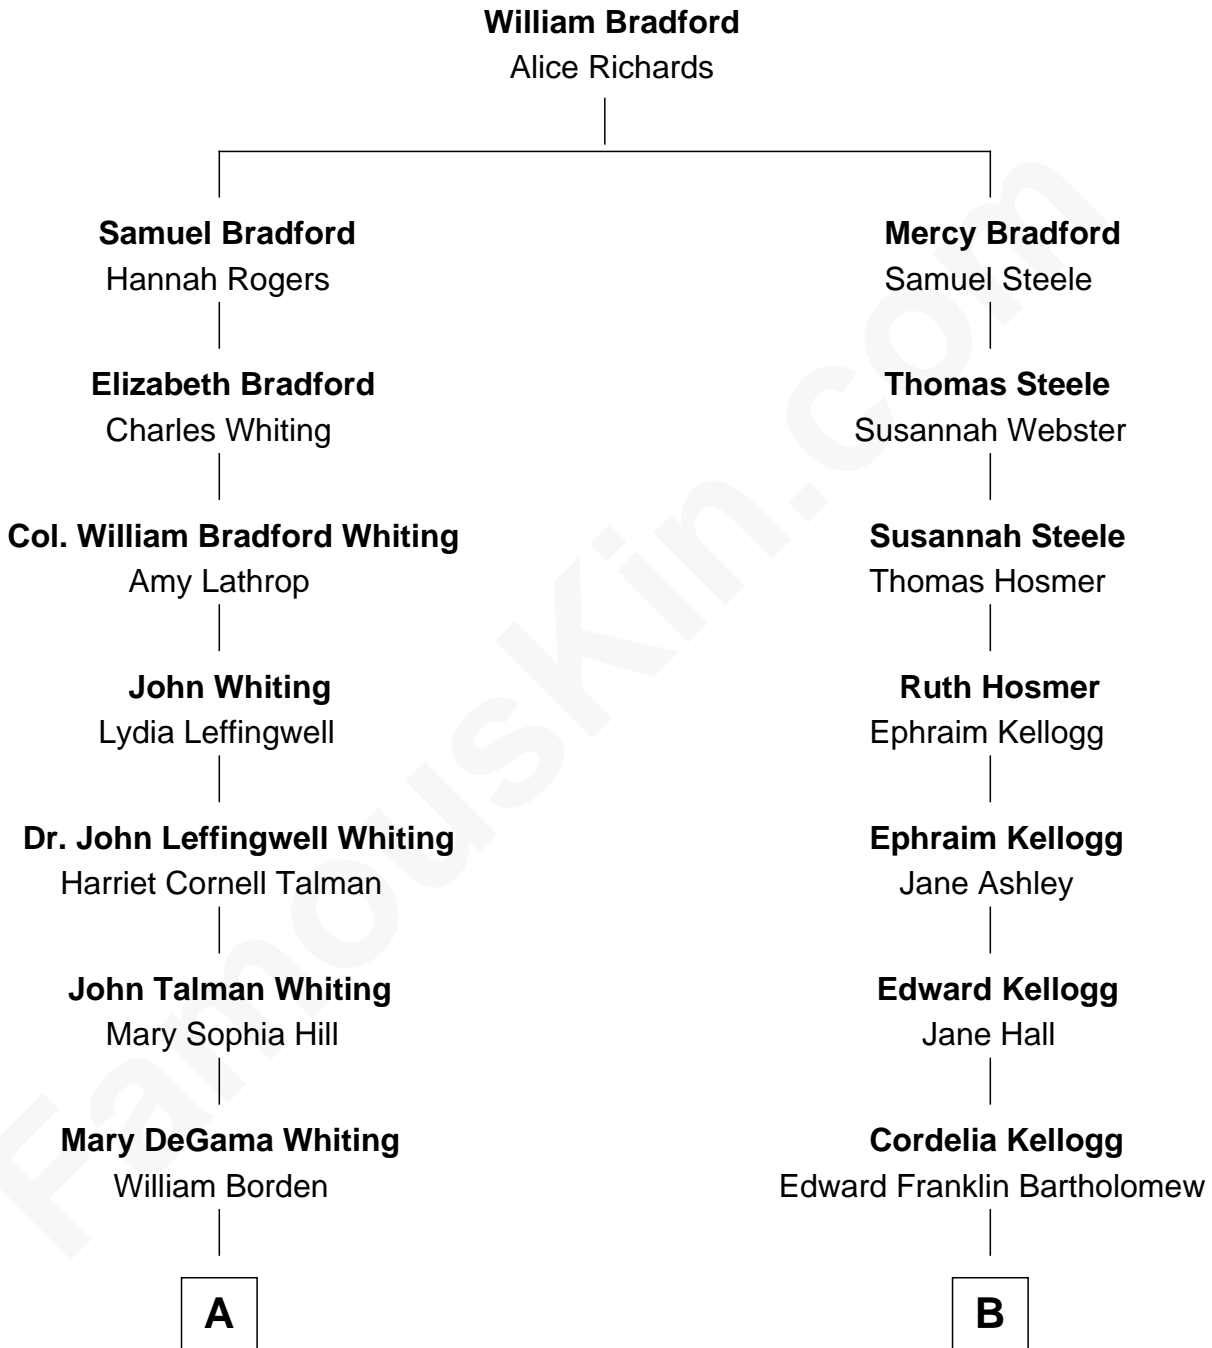 William Bradford
Alice Richards
Samuel Bradford
Hannah Rogers
Mercy Bradford
Samuel Steele
Elizabeth Bradford
Charles Whiting
Thomas Steele
Susannah Webster
Col. William Bradford Whiting
Amy Lathrop
Susannah Steele
Thomas Hosmer
John Whiting
Lydia Leffingwell
Ruth Hosmer
Ephraim Kellogg
Dr. John Leffingwell Whiting
Harriet Cornell Talman
Ephraim Kellogg
Jane Ashley
John Talman Whiting
Mary Sophia Hill
Edward Kellogg
Jane Hall
Mary DeGama Whiting
William Borden
Cordelia Kellogg
Edward Franklin Bartholomew
A
B
FamousKin.com